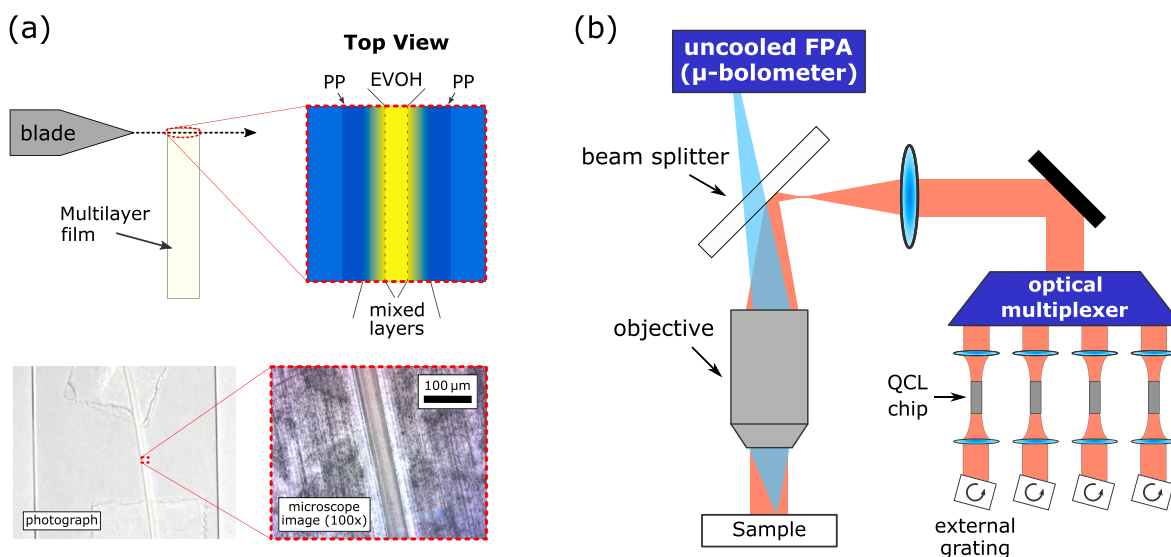 (a)
Top View
PP
EVOH
PP
blade
Multilayer
film
mixed
layers
100 µm
photograph
microscope
image (100x)
(b)
uncooled FPA
(µ-bolometer)
beam splitter
optical
multiplexer
objective
QCL
chip
Sample
external
grating